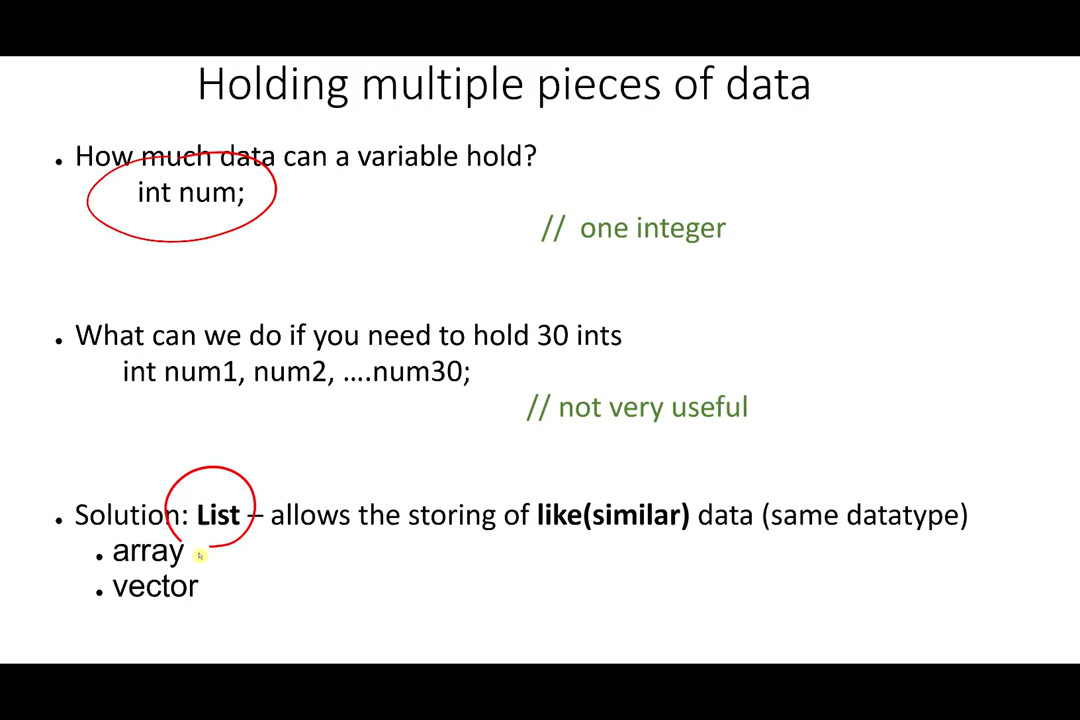 Holding multiple pieces of data
• How much data can a variable hold?
int num;
// one integer
• What can we do if you need to hold 30 ints
int num1, num2, ….num30;
// not very useful
• Solution: List – allows the storing of like(similar) data (same datatype)
• array
• vector